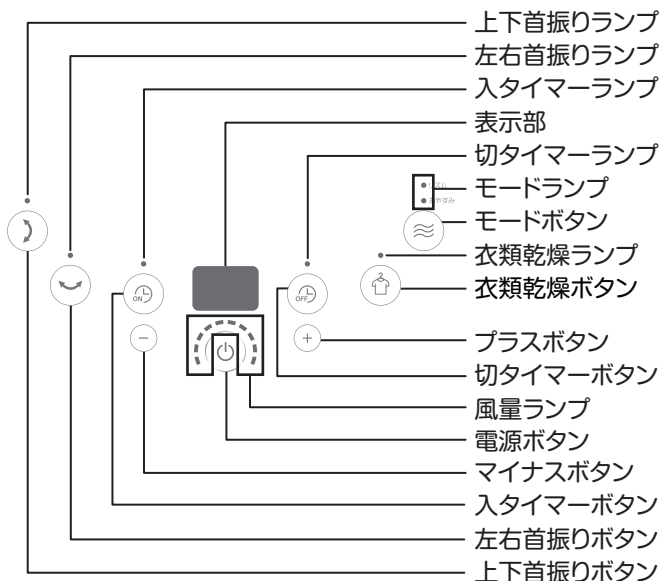 上下首振りランプ
左右首振りランプ
入タイマーランプ
表示部
切タイマーランプ
リズム
モードランプ
おやすみ
モードボタン
衣類乾燥ランプ
衣類乾燥ボタン
ON
OFF
プラスボタン
切タイマーボタン
風量ランプ
電源ボタン
マイナスボタン
入タイマーボタン
左右首振りボタン
上下首振りボタン